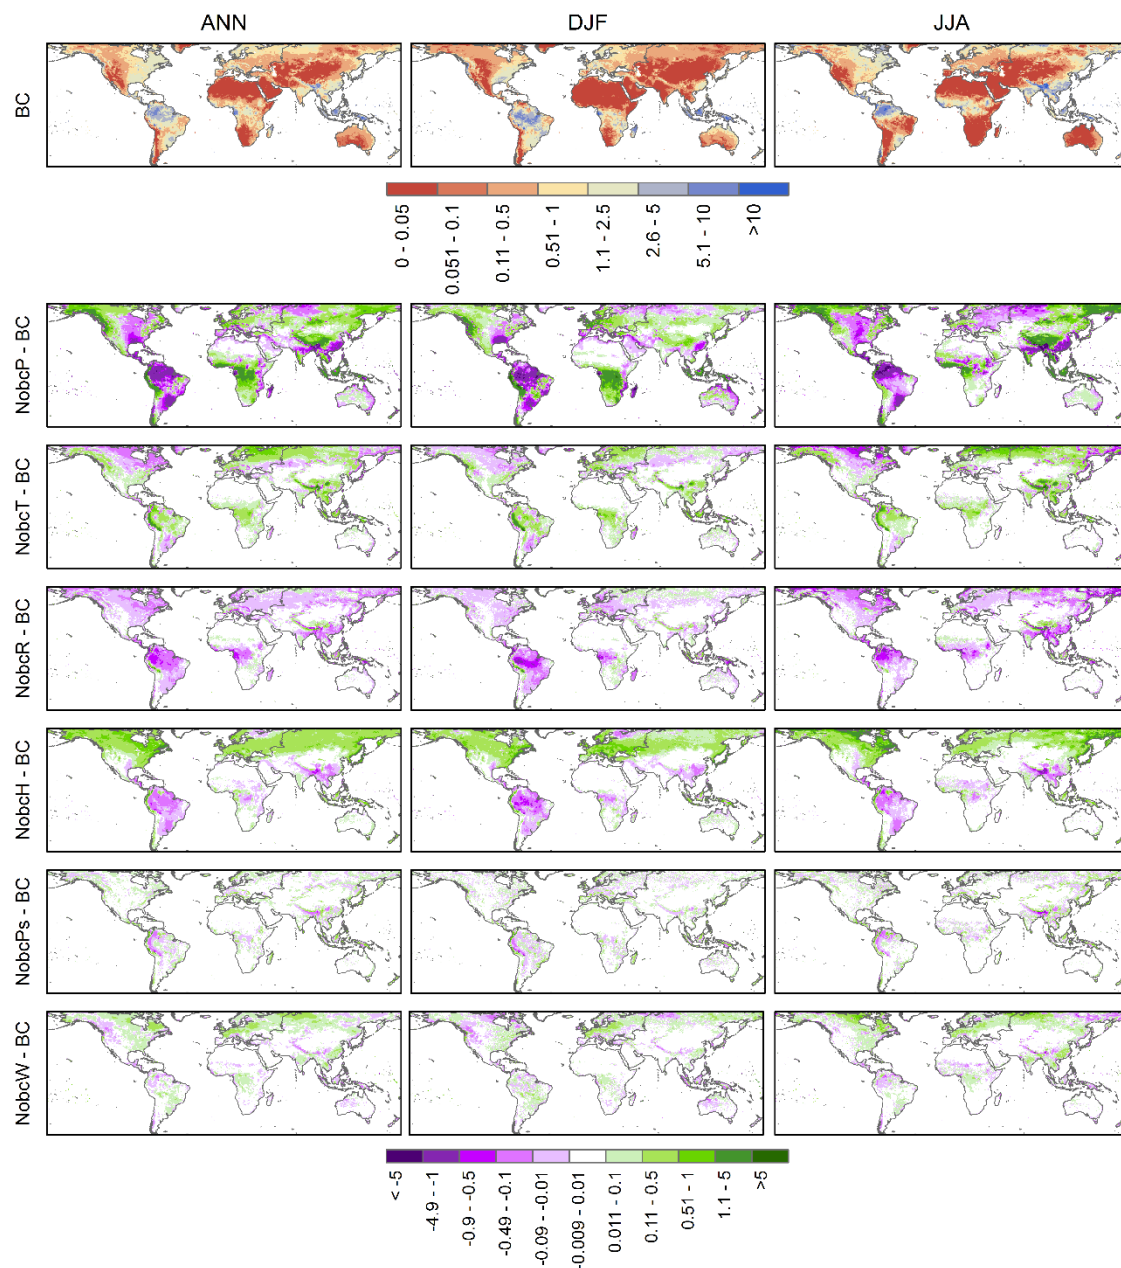 ANN
DJF
JJA
BC
0 - 0.05
0.051 - 0.1
0.11 - 0.5
0.51 - 1
1.1 - 2.5
2.6 - 5
5.1 - 10
>10
NobcP - BC
NobcT - BC
NobcR - BC
NobcH - BC
NobcPs - BC
NobcW - BC
< -5
-4.9 - -1
-0.9 - -0.5
-0.49 - -0.1
-0.09 - -0.01
-0.009 - 0.01
0.011 - 0.1
0.11 - 0.5
0.51 - 1
1.1 - 5
>5